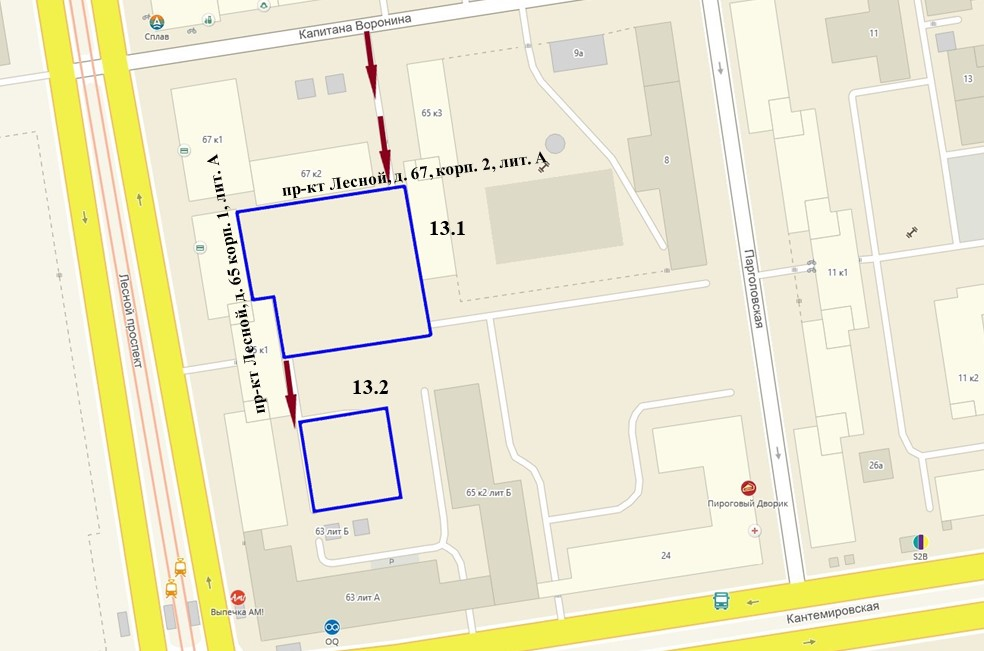 Капитана Воронина
Сплав
9а
11
13
67 к1
65 к3
8
67 к2
пр-кт Лесной, д. 67, корп. 2, лит. А
13.1
пр-кт Лесной, д. 65 корп. 1, лит. А
Лесной проспект
Парголовская
11 к1
к1
13.2
11 к2
65 к2 лит Б
26а
Пироговый Дворик
63 лит Б
24
S2B
P
63 лит А
Выпечка АМ!
Ам!
OQ
Кантемировская